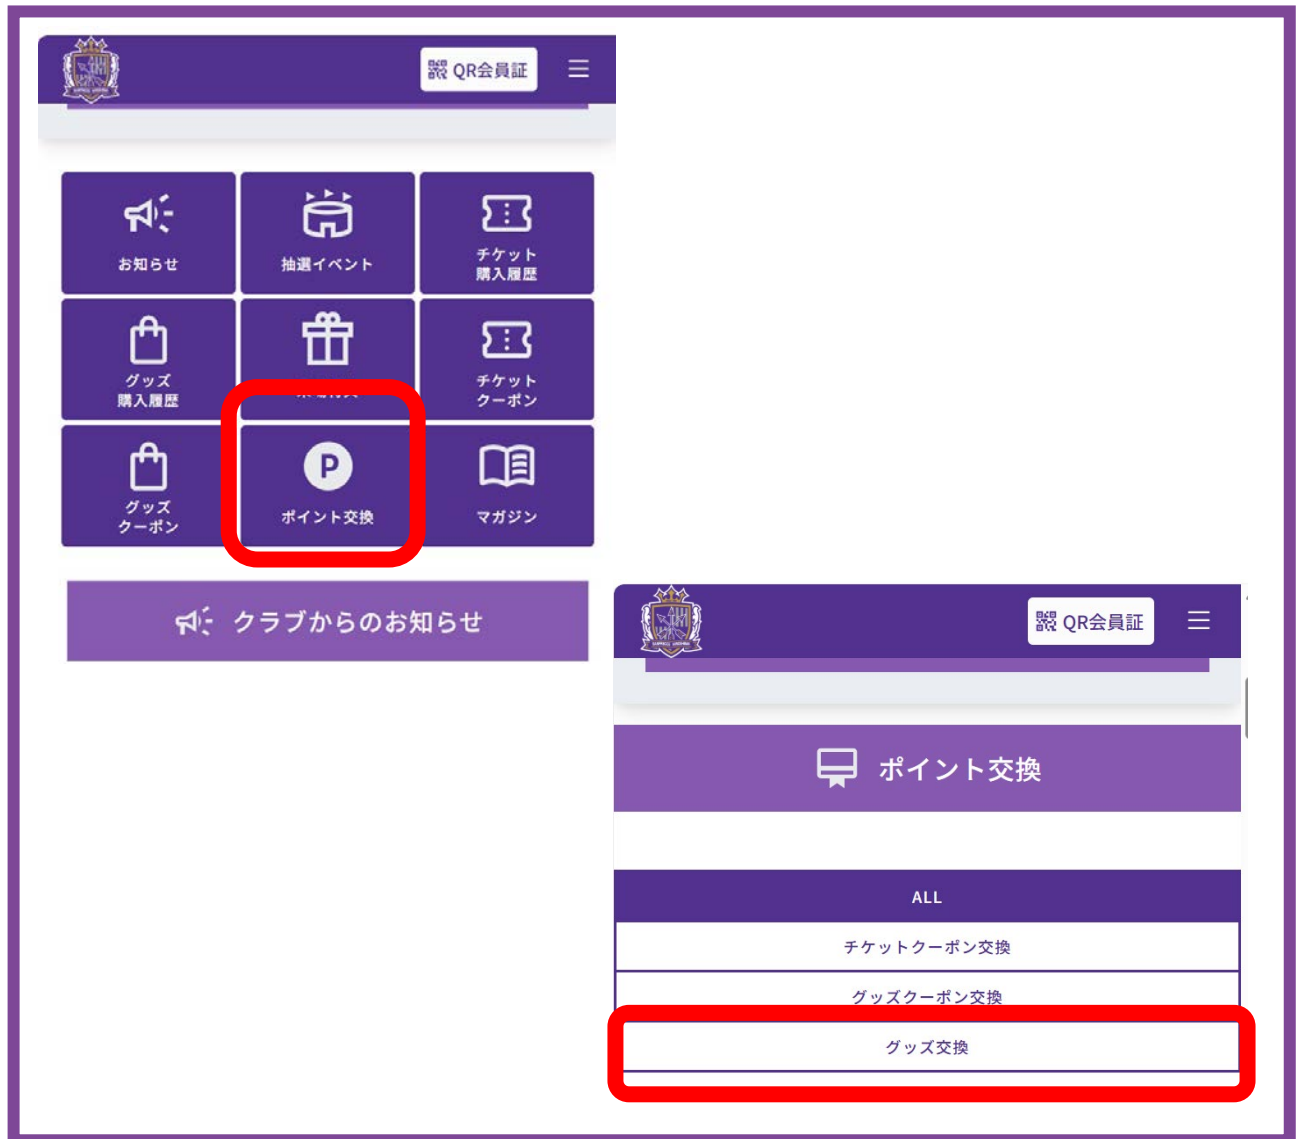 QR会員証
お知らせ
抽選イベント
チケット
購入履歴
グッズ
購入履歴
チケット
クーポン
グッズ
クーポン
P
ポイント交換
マガジン
クラブからのお知らせ
QR会員証
ポイント交換
ALL
チケットクーポン交換
グッズクーポン交換
グッズ交換